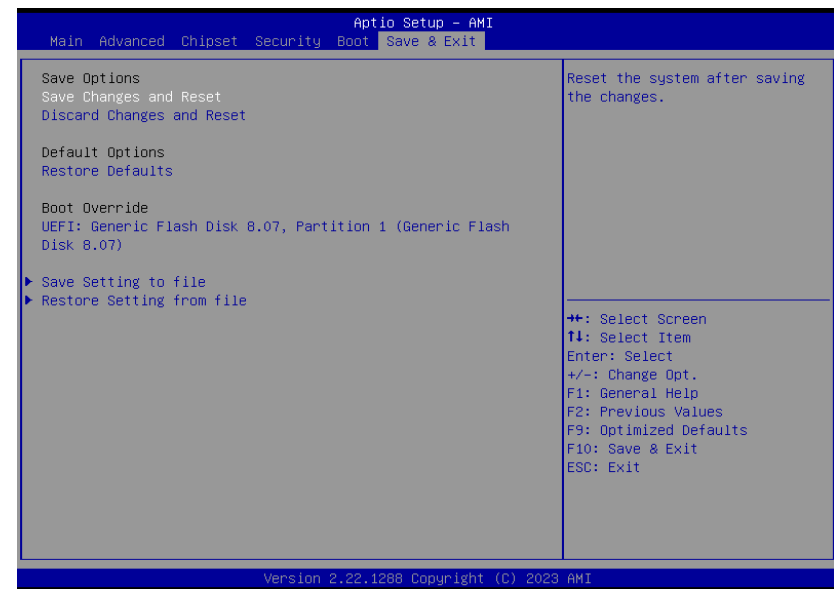 Aptio Setup – AMI
Main Advanced Chipset Security Boot Save & Exit
Save Options
Save Changes and Reset
Discard Changes and Reset
Default Options
Restore Defaults
Boot Override
UEFI: Generic Flash Disk 8.07, Partition 1 (Generic Flash
Disk 8.07)
▶ Save Setting to file
▶ Restore Setting from file
Reset the system after saving
the changes.
→←: Select Screen
↑↓: Select Item
Enter: Select
+/-: Change Opt.
F1: General Help
F2: Previous Values
F9: Optimized Defaults
F10: Save & Exit
ESC: Exit
Version 2.22.1288 Copyright (C) 2023 AMI